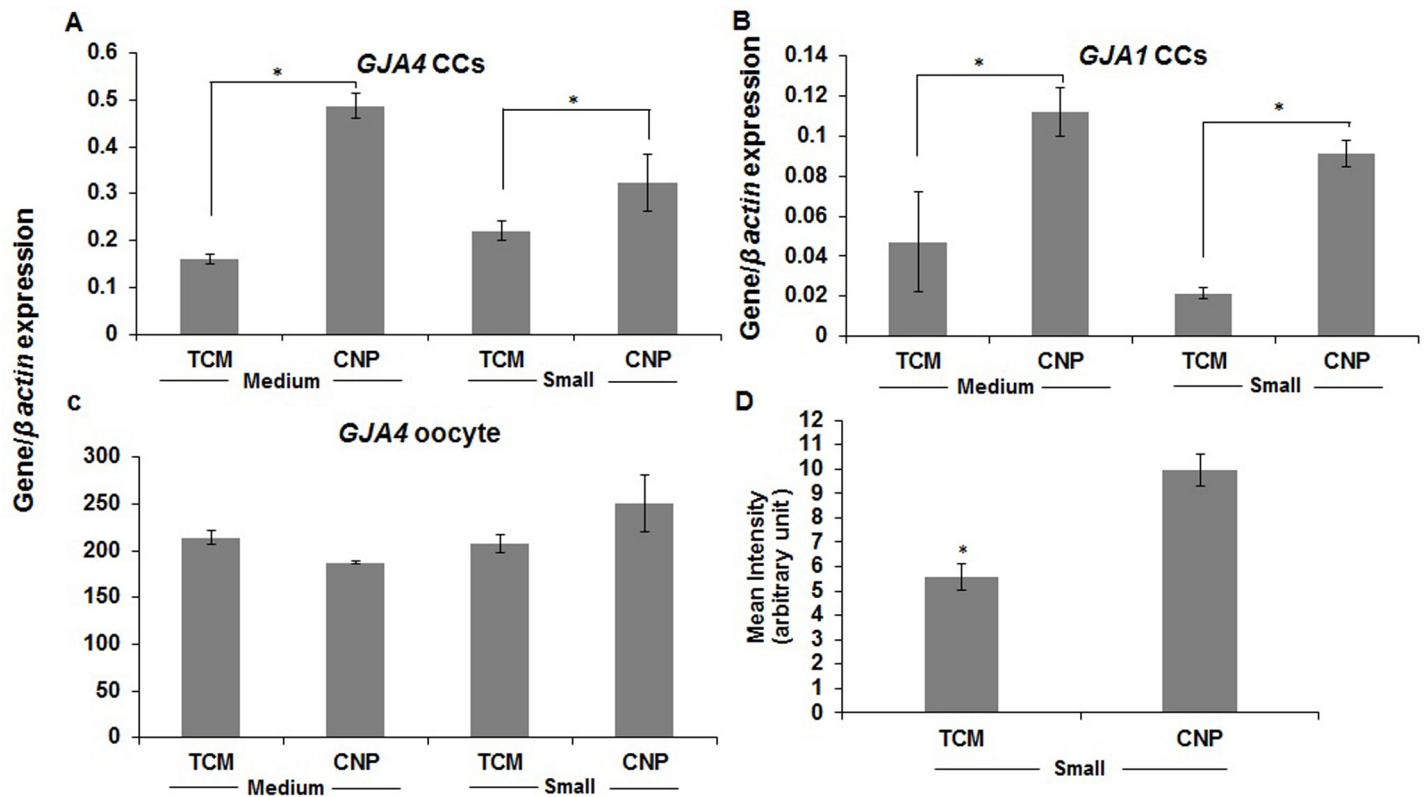 A
GJA4 CCs
0.6
0.5
0.4
0.3
0.2
0.1
0
*
*
TCM
CNP
TCM
CNP
Medium
Small
Gene/β actin expression
B
GJA1 CCs
Gene/β actin expression
0.14
0.12
0.1
0.08
0.06
0.04
0.02
0
*
*
TCM
CNP
TCM
CNP
Medium
Small
c
GJA4 oocyte
300
250
200
150
100
50
0
TCM
CNP
TCM
CNP
Medium
Small
D
Mean Intensity
(arbitrary unit)
12
11
10
9
8
7
6
5
4
3
2
1
0
*
TCM
CNP
Small